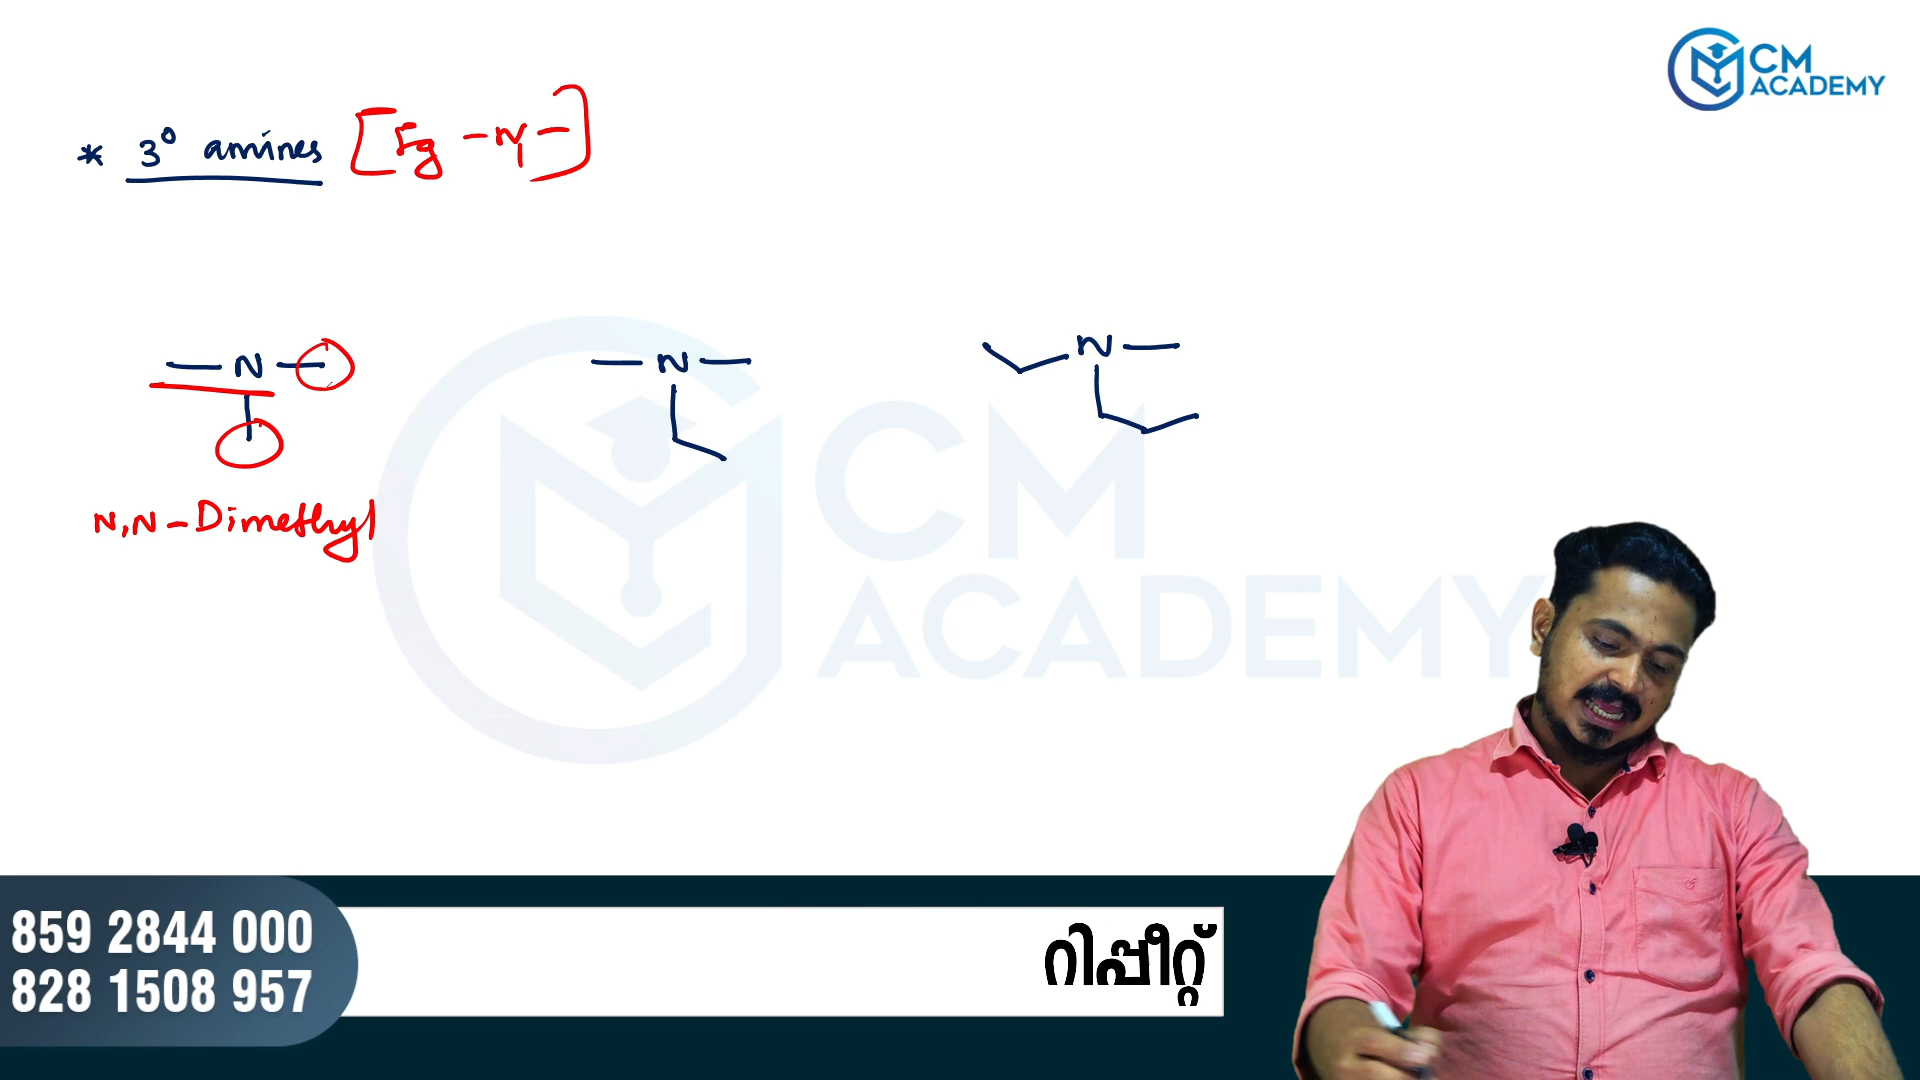 CM
ACADEMY
* 3° amines [Fg -N-]
N
N
N
N,N-Dimethyl
CM
ACADEMY
859 2844 000
828 1508 957
റിപ്പീറ്റ്